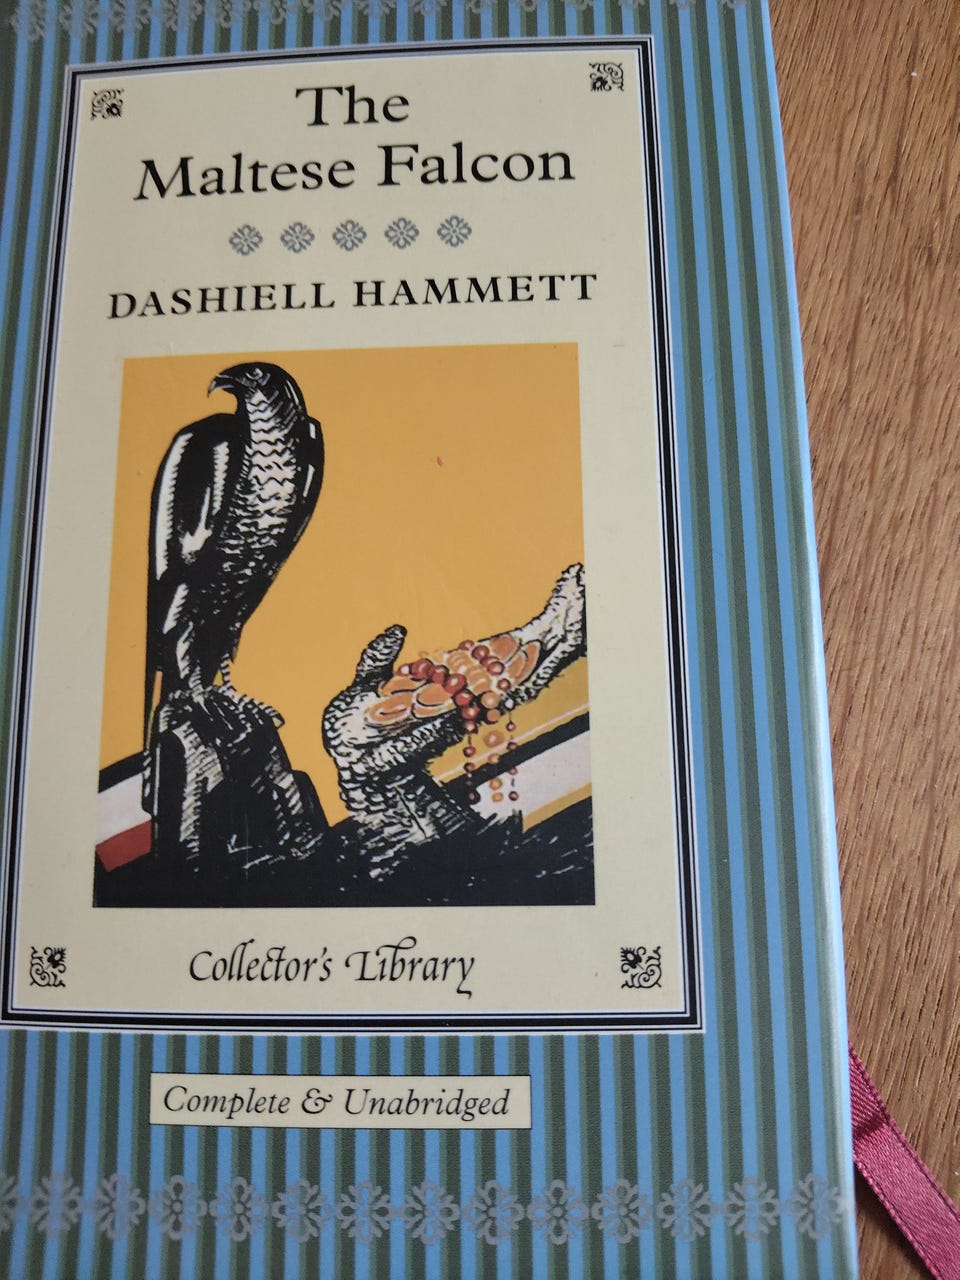 The
Maltese Falcon
DASHIELL HAMMETT
Collector's Library
Complete & Unabridged